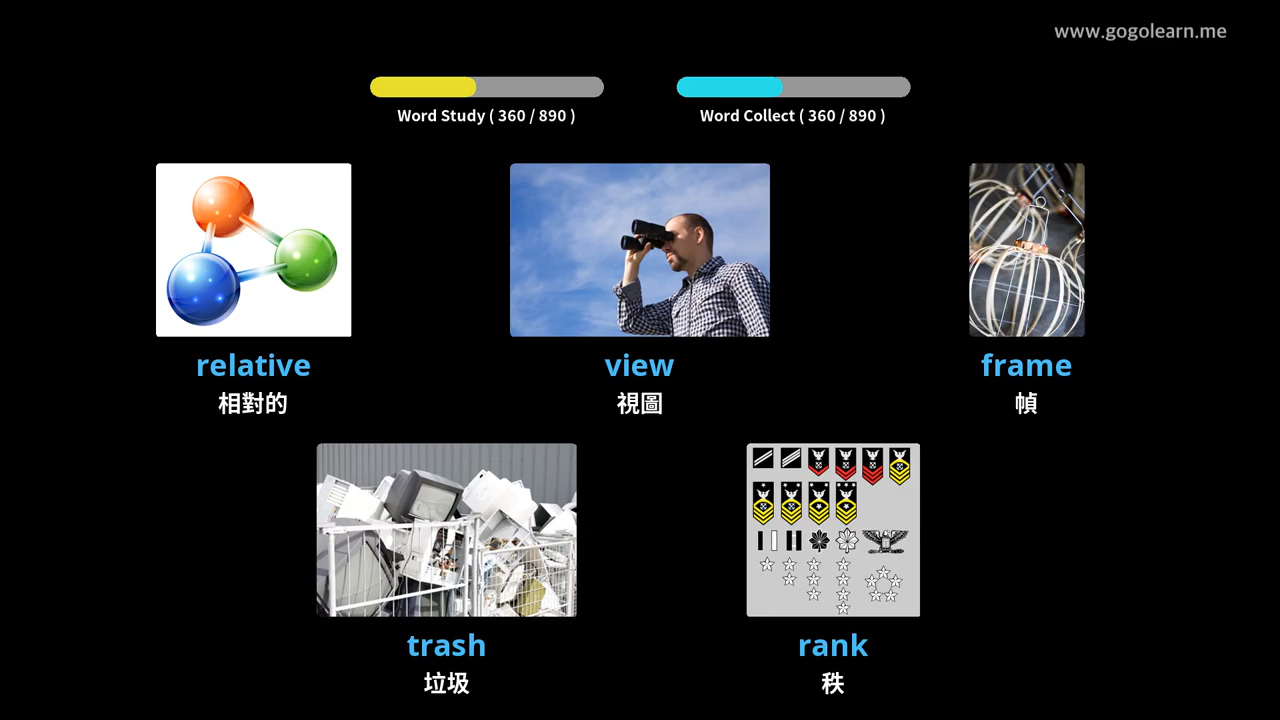 www.gogolearn.me
Word Study ( 360 / 890 )
Word Collect ( 360 / 890 )
relative
相對的
view
視圖
frame
幀
trash
垃圾
rank
秩